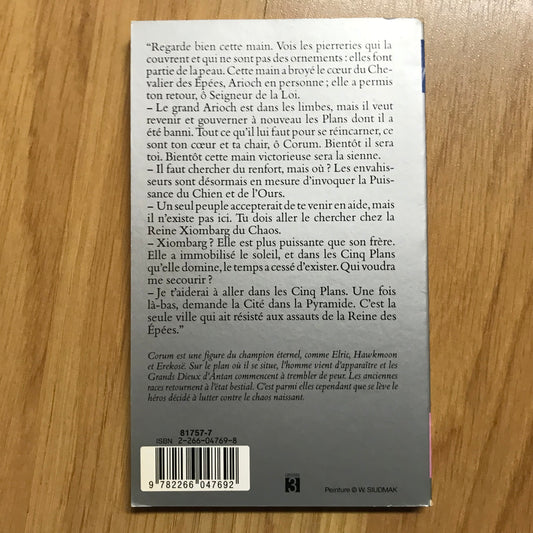 “Regarde bien cette main. Vois les pierreries qui la
couvrent et qui ne sont pas des ornements : elles font
partie de la peau. Cette main a broyé le cœur du Che-
valier des Épées, Arioch en personne ; elle a permis
ton retour, ô Seigneur de la Loi.
– Le grand Arioch est dans les limbes, mais il veut
revenir et gouverner à nouveau les Plans dont il a
été banni. Tout ce qu'il lui faut pour se réincarner, ce
sont ton cœur et ta chair, ô Corum. Bientôt il sera
toi. Bientôt cette main victorieuse sera la sienne.
– Il faut chercher du renfort, mais où ? Les envahis-
seurs sont désormais en mesure d'invoquer la Puis-
sance du Chien et de l'Ours.
– Un seul peuple accepterait de te venir en aide, mais
il n'existe pas ici. Tu dois aller le chercher chez la
Reine Xiombarg du Chaos.
– Xiombarg ? Elle est plus puissante que son frère.
Elle a immobilisé le soleil, et dans les Cinq Plans
qu'elle domine, le temps a cessé d'exister. Qui voudra
me secourir ?
– Je t'aiderai à aller dans les Cinq Plans. Une fois
là-bas, demande la Cité dans la Pyramide. C'est la
seule ville qui ait résisté aux assauts de la Reine des
Épées.”
Corum est une figure du champion éternel, comme Elric, Hawkmoon
et Erekosë. Sur le plan où il se situe, l'homme vient d'apparaître et les
Grands Dieux d'Antan commencent à trembler de peur. Les anciennes
races retournent à l'état bestial. C'est parmi elles cependant que se lève le
héros décidé à lutter contre le chaos naissant.
81757-7
ISBN 2-266-04769-8
9 782266 047692
3
Peinture © W. SIUDMAK